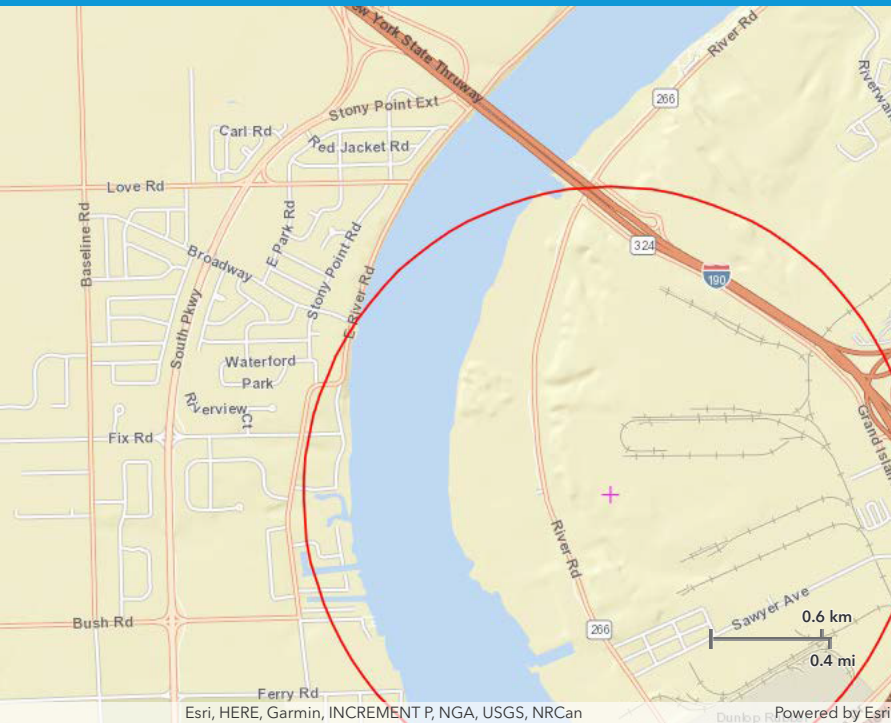 ew York State Thruway
River Rd
Riverwa
266
Stony Point Ext
Carl Rd
Red Jacket Rd
Love Rd
Baseline Rd
E Park Rd
Broadway
Stony Point Rd
E River Rd
324
190
South Pkwy
Waterford
Park
Riverview
Ct
Fix Rd
Grand Islan
River Rd
Sawyer Ave
0.6 km
0.4 mi
Bush Rd
266
Ferry Rd
Esri, HERE, Garmin, INCREMENT P, NGA, USGS, NRCan
Dunlop
Powered by Esri